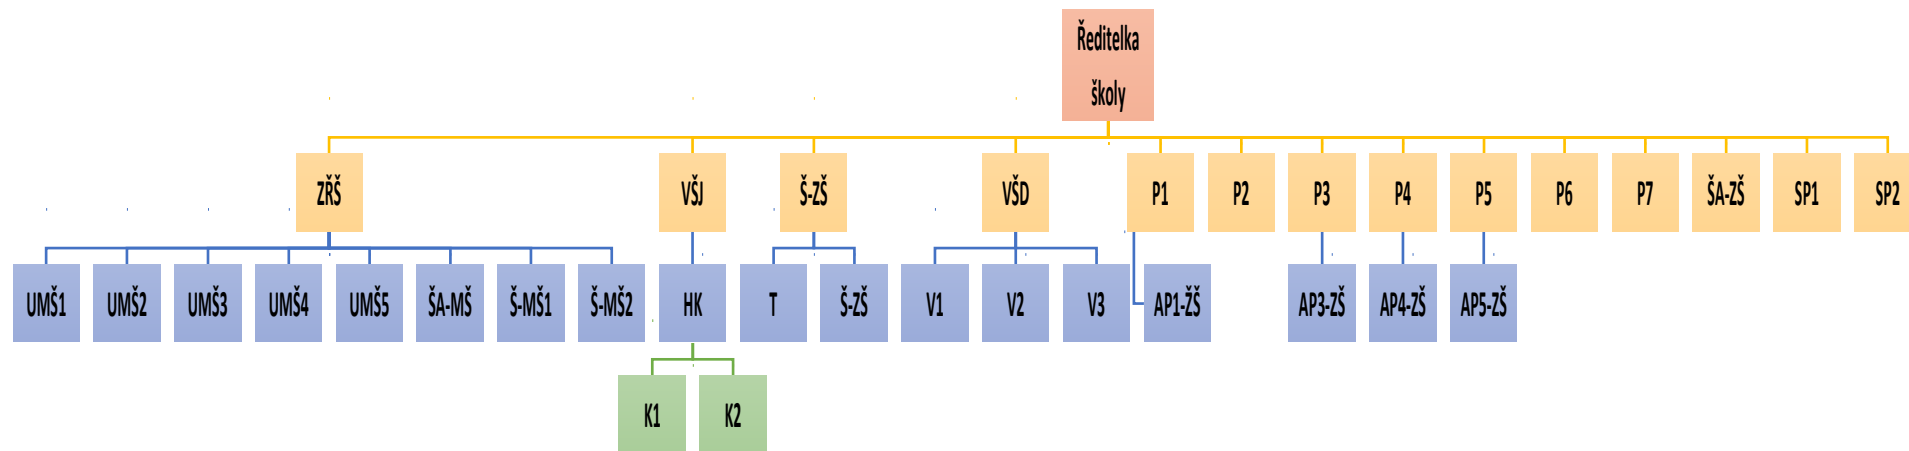 Ředitelka
školy
ZŘŠ VŠJ Š-ZŠ VŠD P1 P2 P3 P4 P5 P6 P7 ŠA-ZŠ SP1 SP2
UMŠ1 UMŠ2 UMŠ3 UMŠ4 UMŠ5 ŠA-MŠ Š-MŠ1 Š-MŠ2 HK T Š-ZŠ V1 V2 V3 AP1-ŽŠ AP3-ZŠ AP4-ZŠ AP5-ZŠ
K1 K2